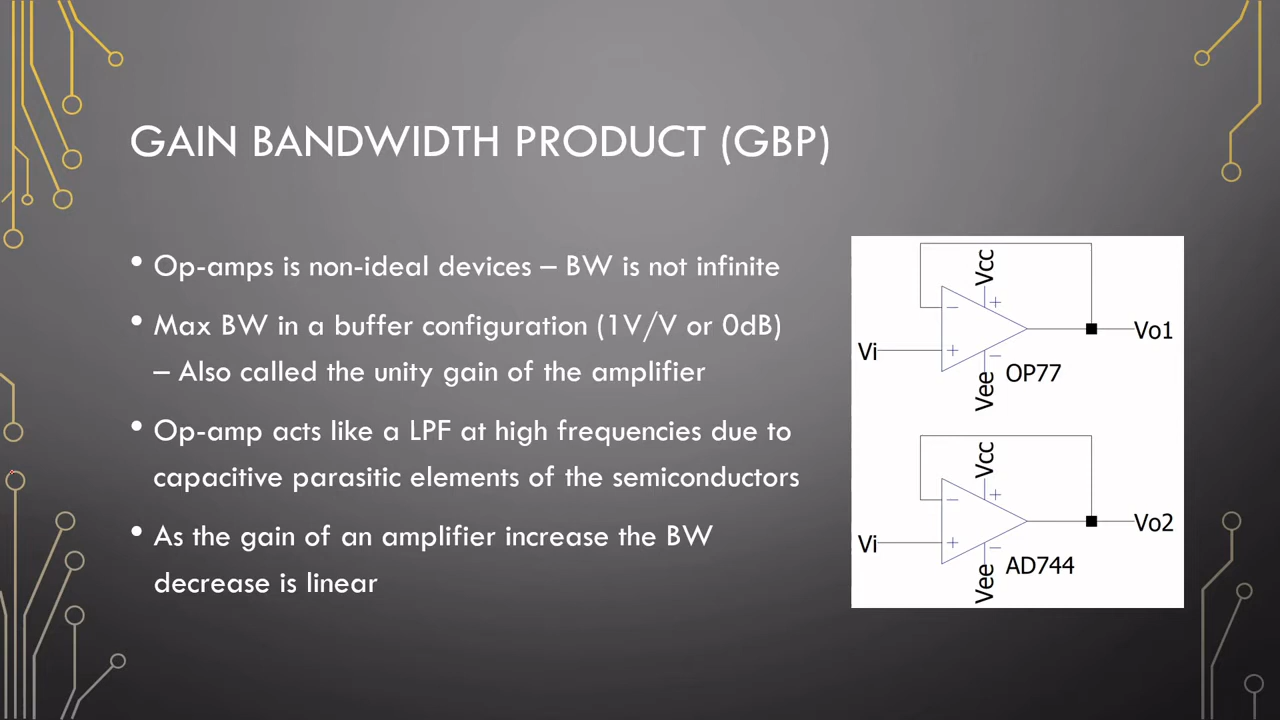 GAIN BANDWIDTH PRODUCT (GBP)
• Op-amps is non-ideal devices – BW is not infinite
• Max BW in a buffer configuration (1V/V or 0dB)
– Also called the unity gain of the amplifier
• Op-amp acts like a LPF at high frequencies due to
capacitive parasitic elements of the semiconductors
• As the gain of an amplifier increase the BW
decrease is linear
Vcc
+
−
Vo1
Vi
+
−
Vee
OP77
Vcc
+
−
Vo2
Vi
+
−
Vee
AD744